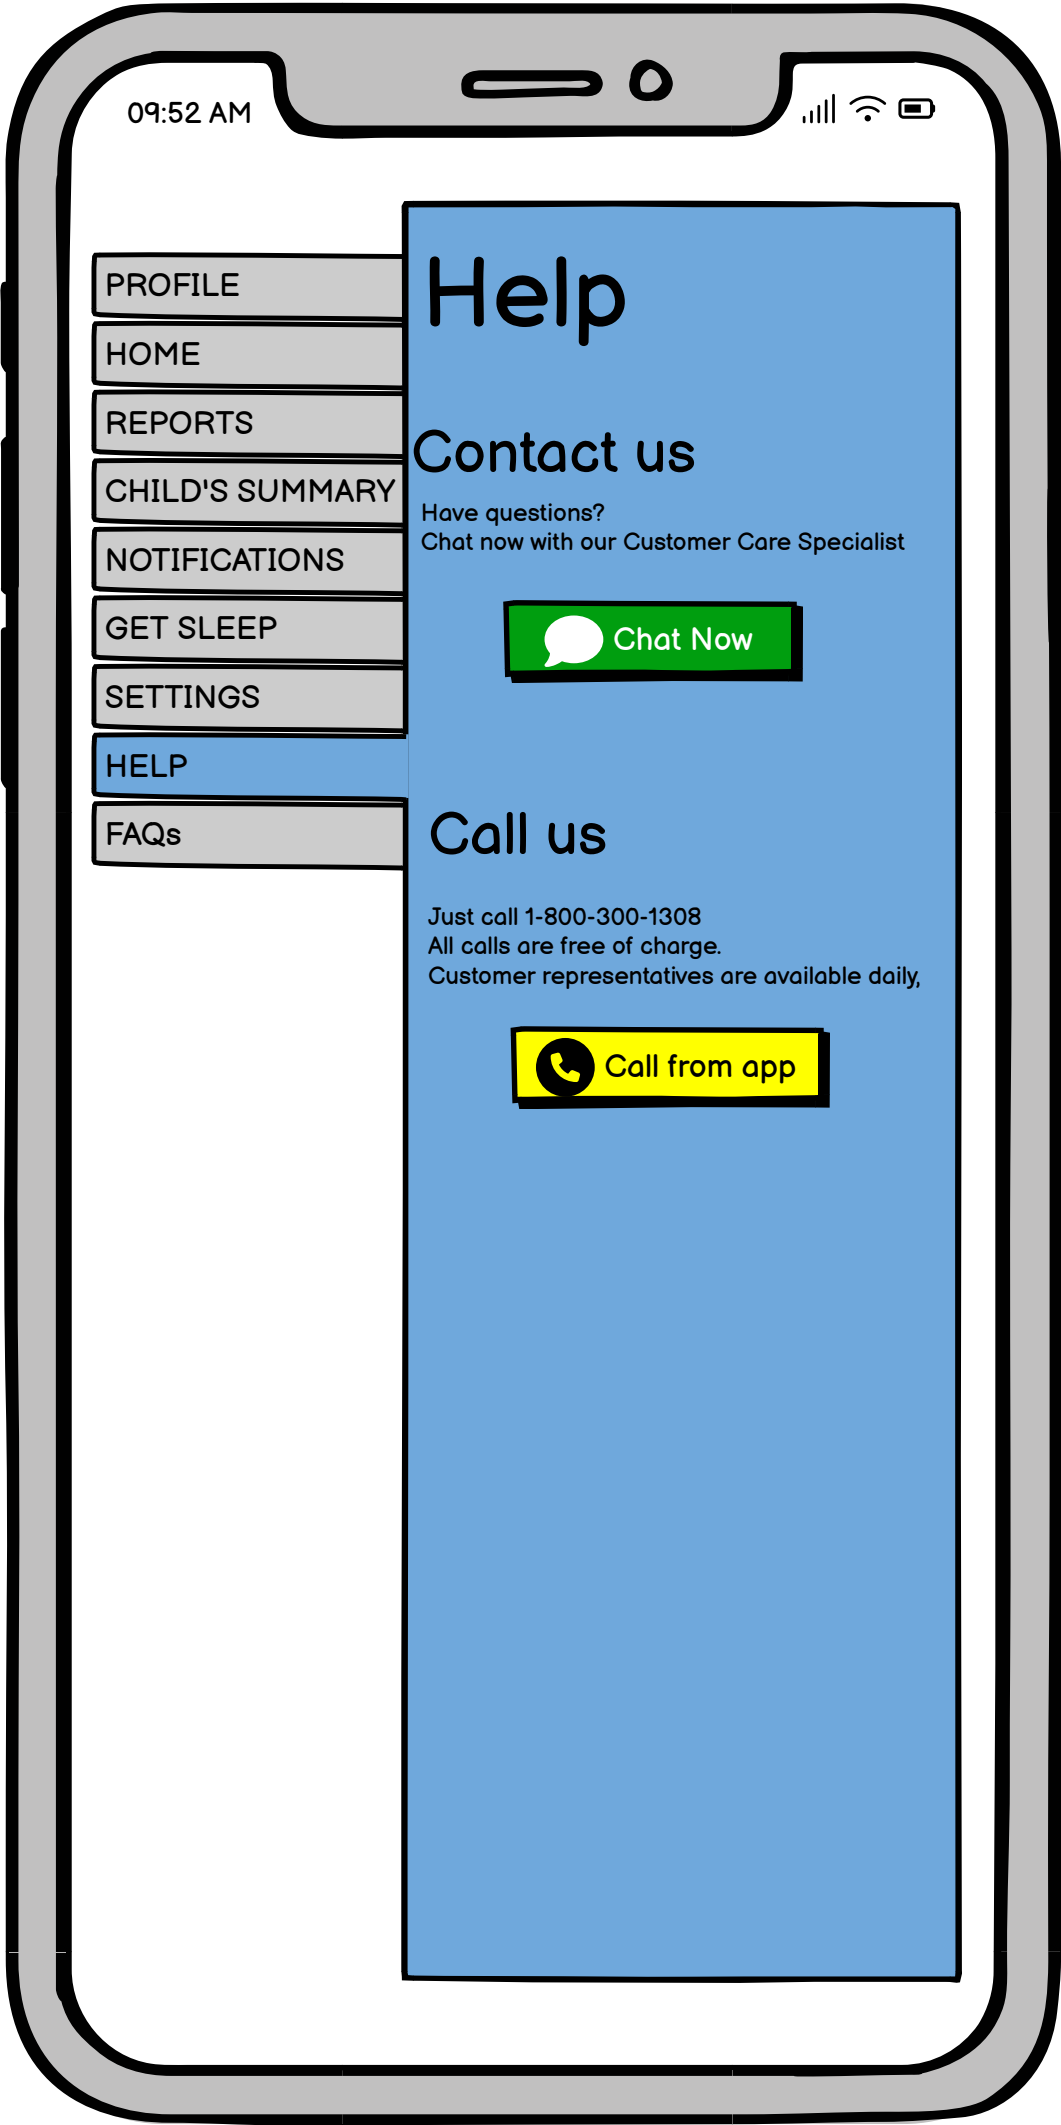 09:52 AM
PROFILE
HOME
REPORTS
CHILD'S SUMMARY
NOTIFICATIONS
GET SLEEP
SETTINGS
HELP
FAQs
Help
Contact us
Have questions?
Chat now with our Customer Care Specialist
Chat Now
Call us
Just call 1-800-300-1308
All calls are free of charge.
Customer representatives are available daily,
Call from app